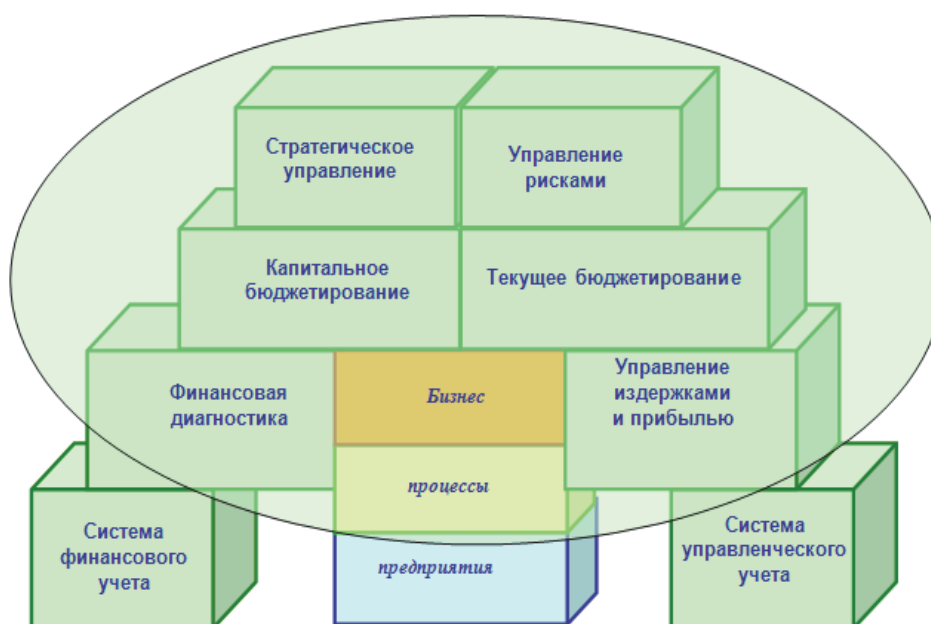 Стратегическое
управление
Управление
рисками
Капитальное
бюджетирование
Текущее бюджетирование
Финансовая
диагностика
Бизнес
Управление
издержками
и прибылью
процессы
Система
финансового
учета
предприятия
Система
управленческого
учета